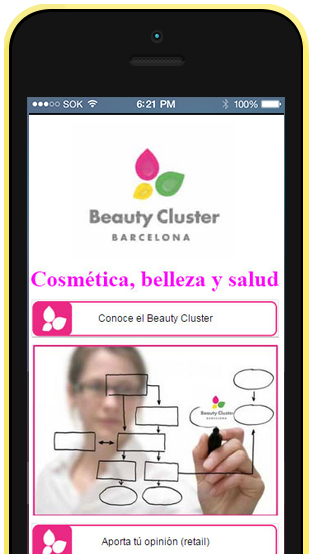 SOK 6:21 PM 100%
Beauty Cluster
BARCELONA
Cosmética, belleza y salud
Conoce el Beauty Cluster
Beauty Cluster
BARCELONA
Aporta tú opinión (retail)